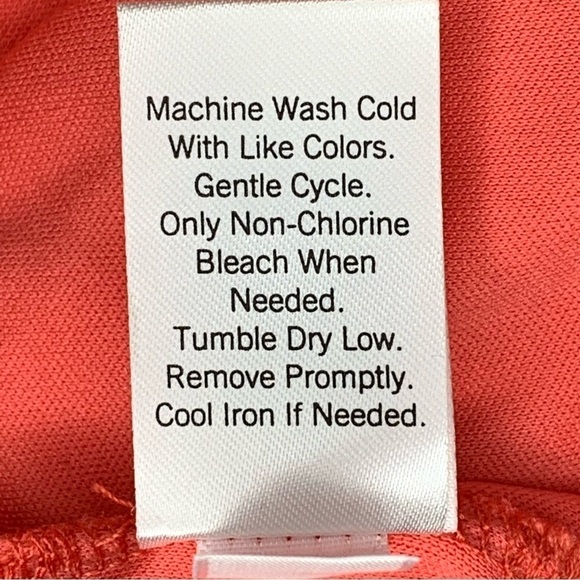 Machine Wash Cold
With Like Colors.
Gentle Cycle.
Only Non-Chlorine
Bleach When
Needed.
Tumble Dry Low.
Remove Promptly.
Cool Iron If Needed.